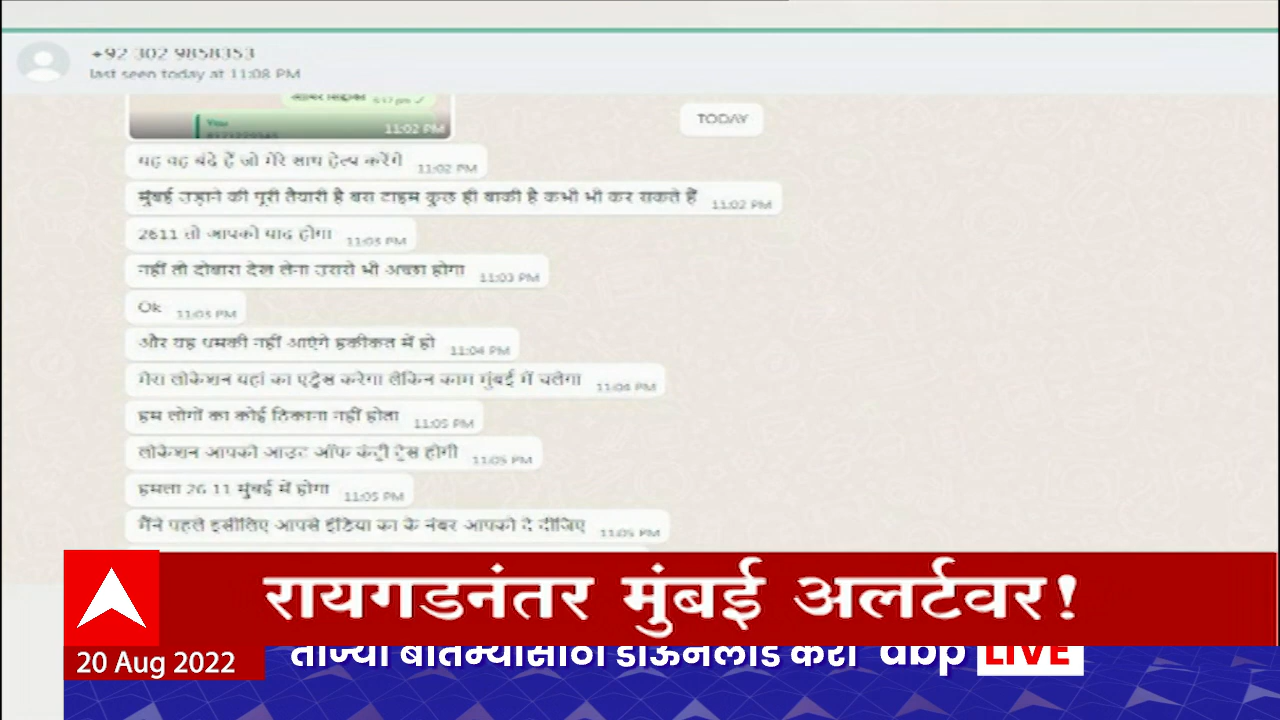 +92 302 9858353
last seen today at 11:08 PM
You
11:02 PM
TODAY
यह वह बंदे हैं जो मेरे साथ हेल्प करेंगे 11:02 PM
मुंबई उड़ाने की पूरी तैयारी है बस टाइम कुछ ही बाकी है कभी भी कर सकते हैं 11:02 PM
2611 तो आपको याद होगा 11:03 PM
नहीं तो दोबारा देख लेना उससे भी अच्छा होगा 11:03 PM
Ok 11:03 PM
और यह धमकी नहीं आएंगे हकीकत में हो 11:04 PM
मेरा लोकेशन यहां का एड्रेस करेगा लेकिन काम मुंबई में चलेगा 11:04 PM
हम लोगों का कोई ठिकाना नहीं होता 11:05 PM
लोकेशन आपको आउट ऑफ कंट्री ट्रेस होगी 11:05 PM
हमला 26 11 मुंबई में होगा 11:05 PM
मैंने पहले इसीलिए आपसे इंडिया का के नंबर आपको दे दीजिए 11:05 PM
रायगडनंतर मुंबई अलर्टवर!
20 Aug 2022
ताज्या बातम्यांसाठी डाऊनलोड करा abp LIVE